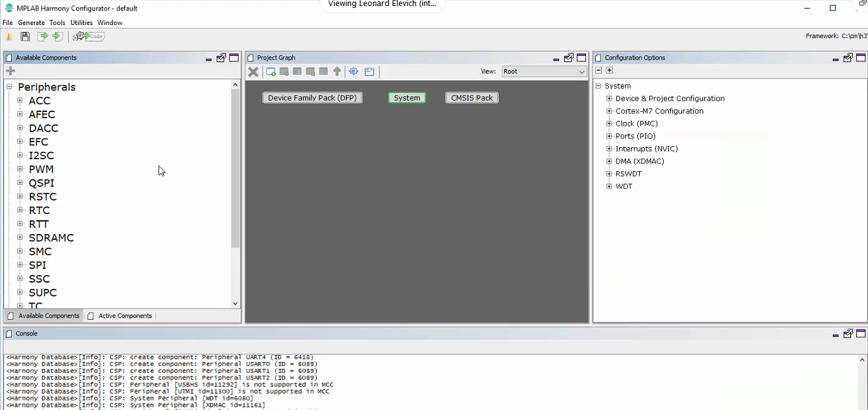 MPLAB Harmony Configurator - default
Viewing Leonard Elevich (int...
File Generate Tools Utilities Window
Code
Framework: C:\cm\h3\
Available Components
Peripherals
ACC
AFEC
DACC
EFC
I2SC
PWM
QSPI
RSTC
RTC
RTT
SDRAMC
SMC
SPI
SSC
SUPC
TC
Available Components Active Components
Project Graph
View: Root
Device Family Pack (DFP) System CMSIS Pack
Configuration Options
System
Device & Project Configuration
Cortex-M7 Configuration
Clock (PMC)
Ports (PIO)
Interrupts (NVIC)
DMA (XDMAC)
RSWDT
WDT
Console
<Harmony Database>[Info]: CSP: create component: Peripheral UART4 (ID = 6418)
<Harmony Database>[Info]: CSP: create component: Peripheral USART0 (ID = 6089)
<Harmony Database>[Info]: CSP: create component: Peripheral USART1 (ID = 6089)
<Harmony Database>[Info]: CSP: create component: Peripheral USART2 (ID = 6089)
<Harmony Database>[Info]: CSP: Peripheral [USBHS id=11292] is not supported in MCC
<Harmony Database>[Info]: CSP: Peripheral [UTMI id=11300] is not supported in MCC
<Harmony Database>[Info]: CSP: System Peripheral [WDT id=6080]
<Harmony Database>[Info]: CSP: System Peripheral [XDMAC id=11161]